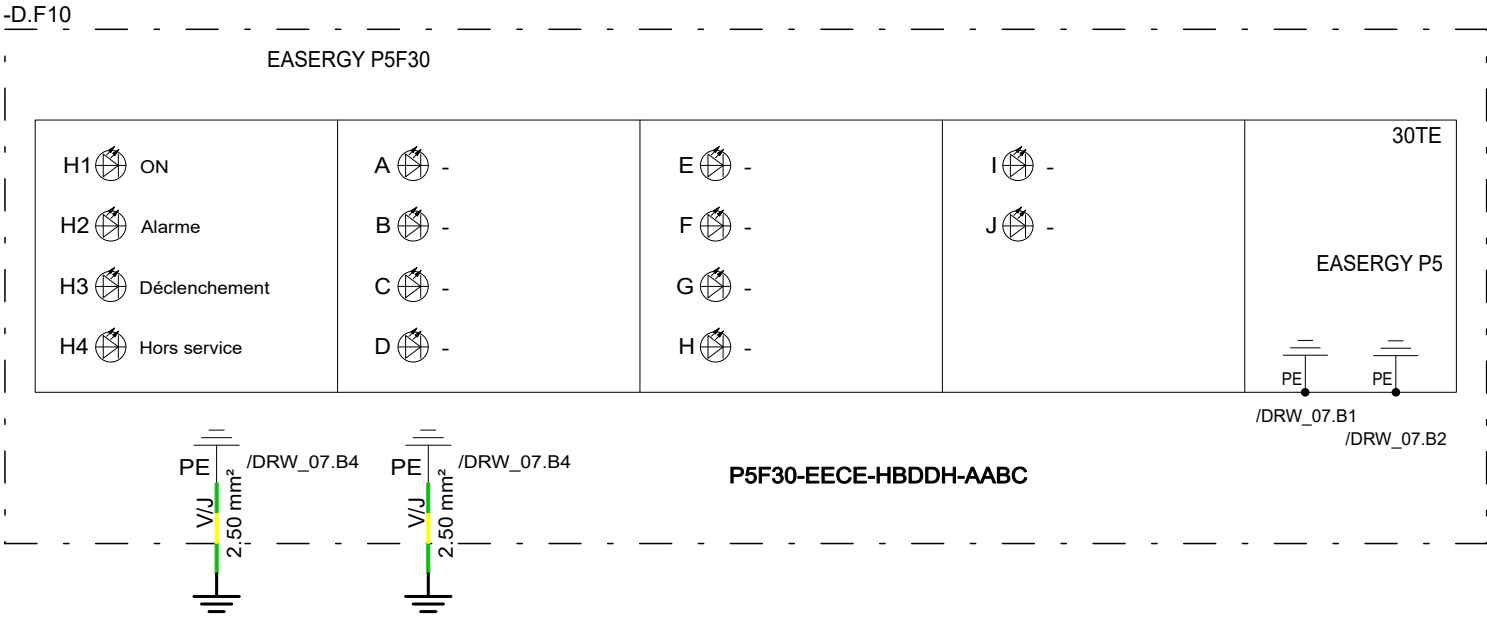 -D.F10
EASERGY P5F30
30TE
H1 ON
A -
E -
I -
H2 Alarme
B -
F -
J -
H3 Déclenchement
C -
G -
EASERGY P5
H4 Hors service
D -
H -
PE
PE
/DRW_07.B1
/DRW_07.B2
PE /DRW_07.B4
PE /DRW_07.B4
P5F30-EECE-HBDDH-AABC
V/J
2.50 mm²
V/J
2.50 mm²